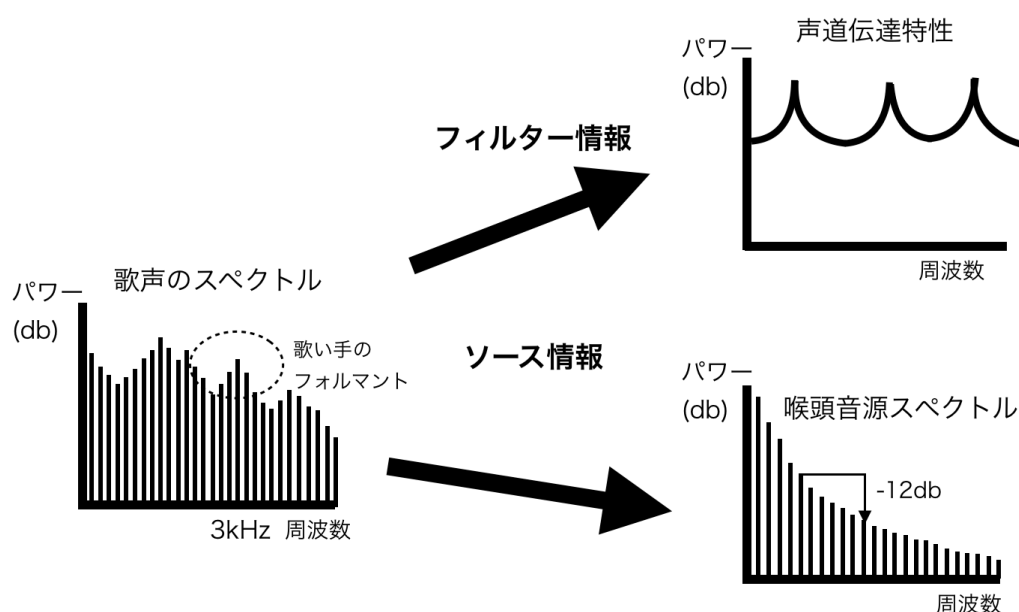 声道伝達特性
パワー
(db)
フィルター情報
周波数
歌声のスペクトル
パワー
(db)
歌い手の
フォルマント
3kHz 周波数
ソース情報
パワー
(db)
喉頭音源スペクトル
-12db
周波数